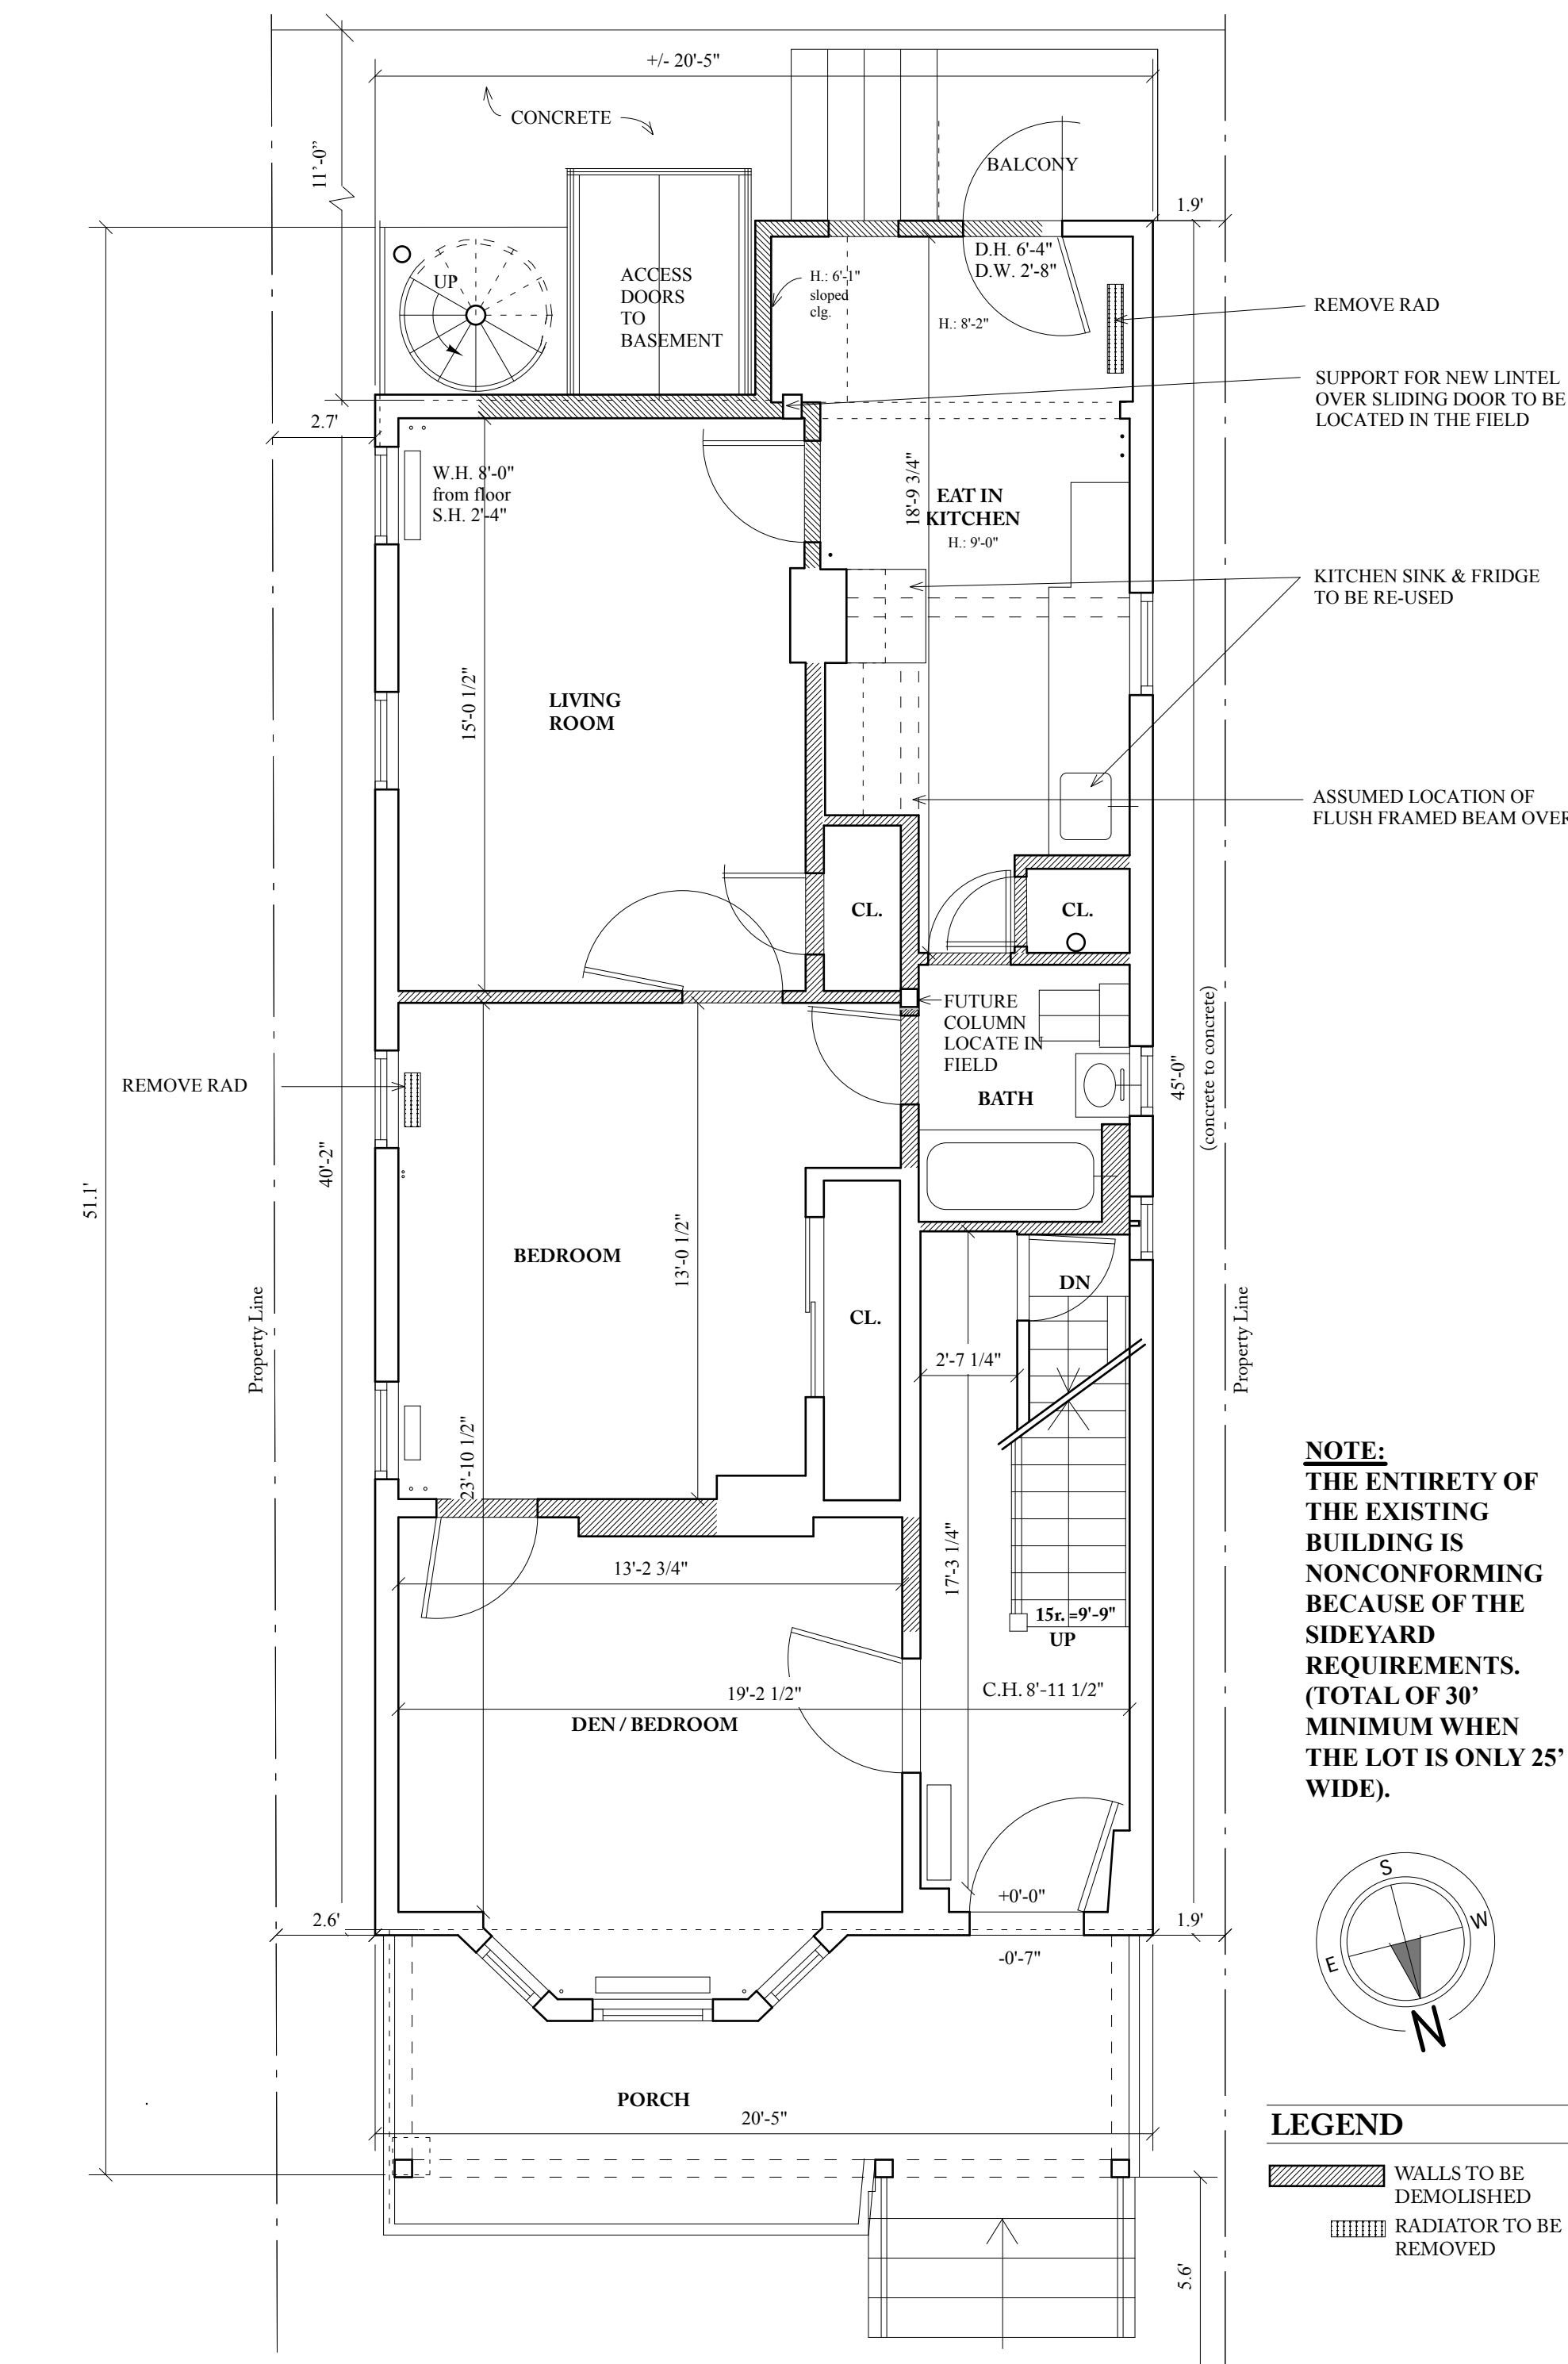 +/- 20'-5"
CONCRETE
11'-0”
BALCONY
1.9'
UP
ACCESS
DOORS
TO
BASEMENT
H.: 6'-1"
sloped
clg.
D.H. 6'-4"
D.W. 2'-8"
H.: 8'-2"
REMOVE RAD
SUPPORT FOR NEW LINTEL
OVER SLIDING DOOR TO BE
LOCATED IN THE FIELD
2.7'
W.H. 8'-0"
from floor
S.H. 2'-4"
18'-9 3/4"
EAT IN
KITCHEN
H.: 9'-0"
KITCHEN SINK & FRIDGE
TO BE RE-USED
15'-0 1/2"
LIVING
ROOM
ASSUMED LOCATION OF
FLUSH FRAMED BEAM OVER
CL.
CL.
FUTURE
COLUMN
LOCATE IN
FIELD
BATH
45'-0"
(concrete to concrete)
REMOVE RAD
40'-2"
51.1'
13'-0 1/2"
BEDROOM
CL.
DN
2'-7 1/4"
Property Line
Property Line
23'-10 1/2"
17'-3 1/4"
13'-2 3/4"
15r. =9'-9"
UP
19'-2 1/2"
C.H. 8'-11 1/2"
DEN / BEDROOM
+0'-0"
-0'-7"
2.6'
1.9'
PORCH
20'-5"
5.6'
NOTE:
THE ENTIRETY OF
THE EXISTING
BUILDING IS
NONCONFORMING
BECAUSE OF THE
SIDEYARD
REQUIREMENTS.
(TOTAL OF 30’
MINIMUM WHEN
THE LOT IS ONLY 25’
WIDE).
S
W
E
N
LEGEND
WALLS TO BE
DEMOLISHED
RADIATOR TO BE
REMOVED